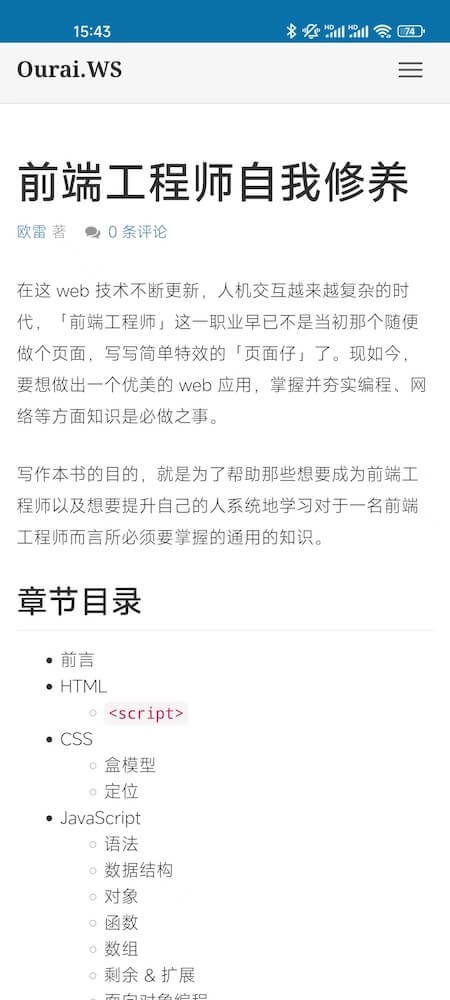 15:43
HD HD 74
Ourai.WS
前端工程师自我修养
欧雷 著 0 条评论
在这 web 技术不断更新，人机交互越来越复杂的时
代，「前端工程师」这一职业早已不是当初那个随便
做个页面，写写简单特效的「页面仔」了。现如今，
要想做出一个优美的 web 应用，掌握并夯实编程、网
络等方面知识是必做之事。
写作本书的目的，就是为了帮助那些想要成为前端工
程师以及想要提升自己的人系统地学习对于一名前端
工程师而言所必须要掌握的通用的知识。
章节目录
前言
HTML
<script>
CSS
盒模型
定位
JavaScript
语法
数据结构
对象
函数
数组
剩余 & 扩展
面向对象编程